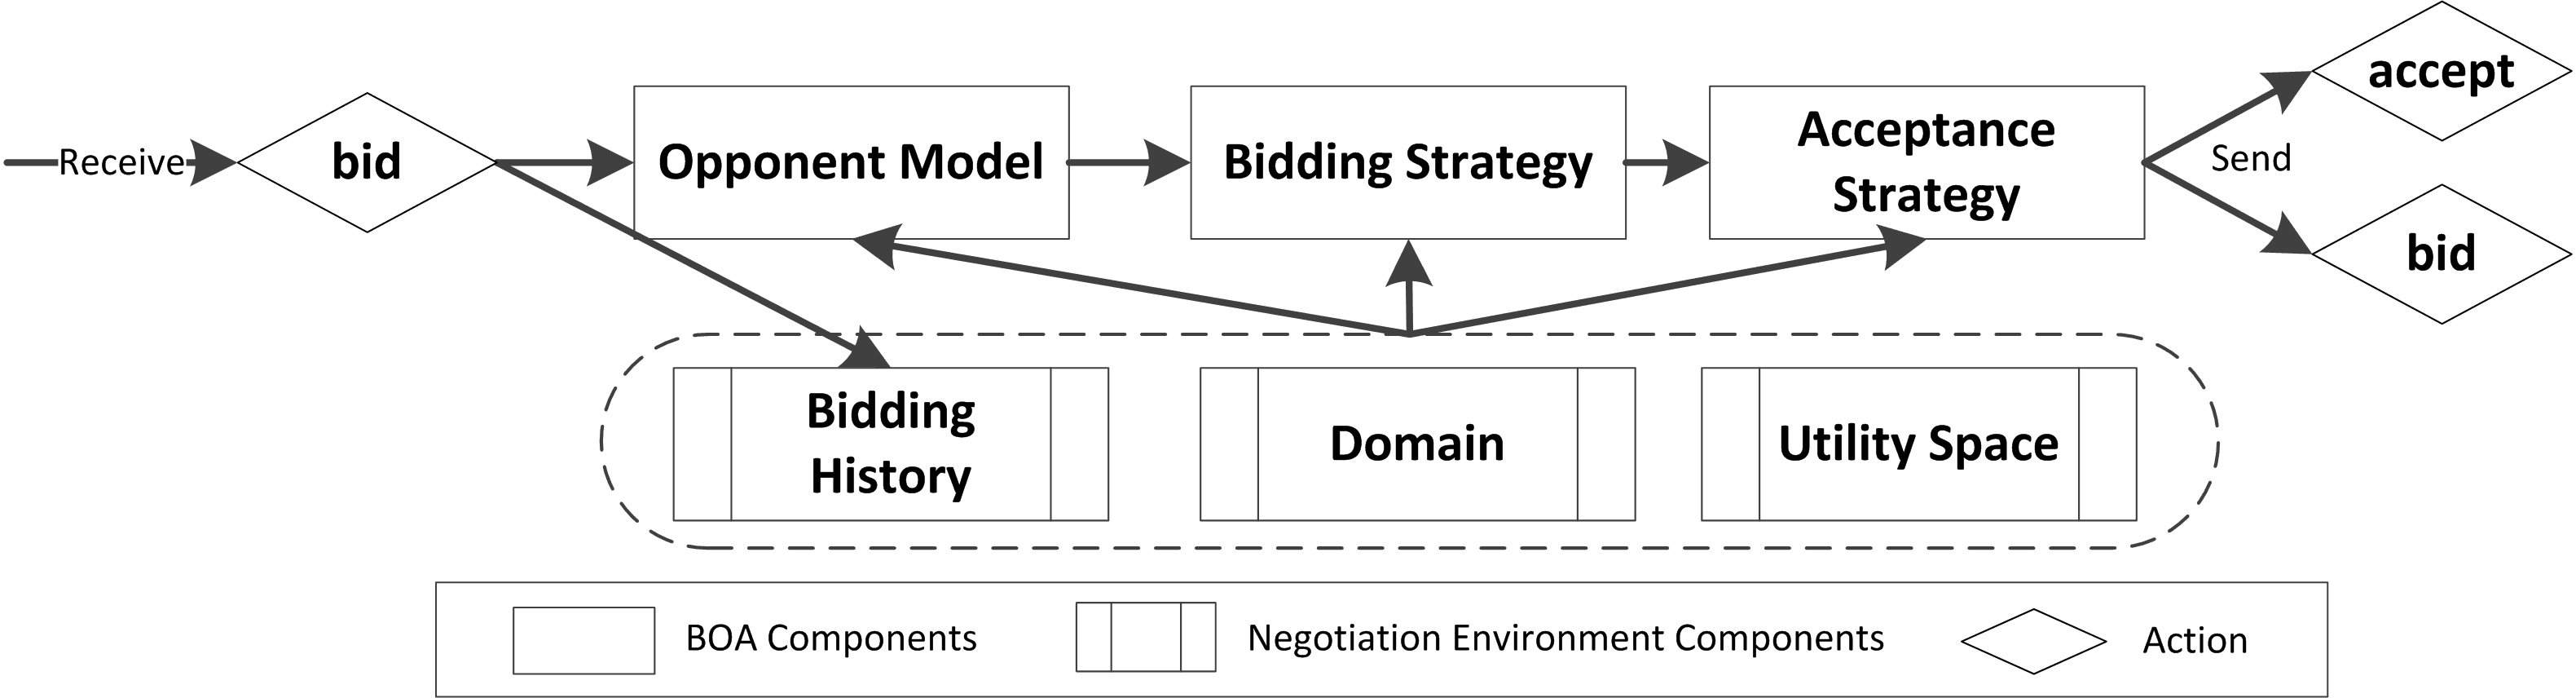 Receive
bid
Opponent Model
Bidding Strategy
Acceptance
Strategy
accept
Send
bid
Bidding
History
Domain
Utility Space
BOA Components
Negotiation Environment Components
Action